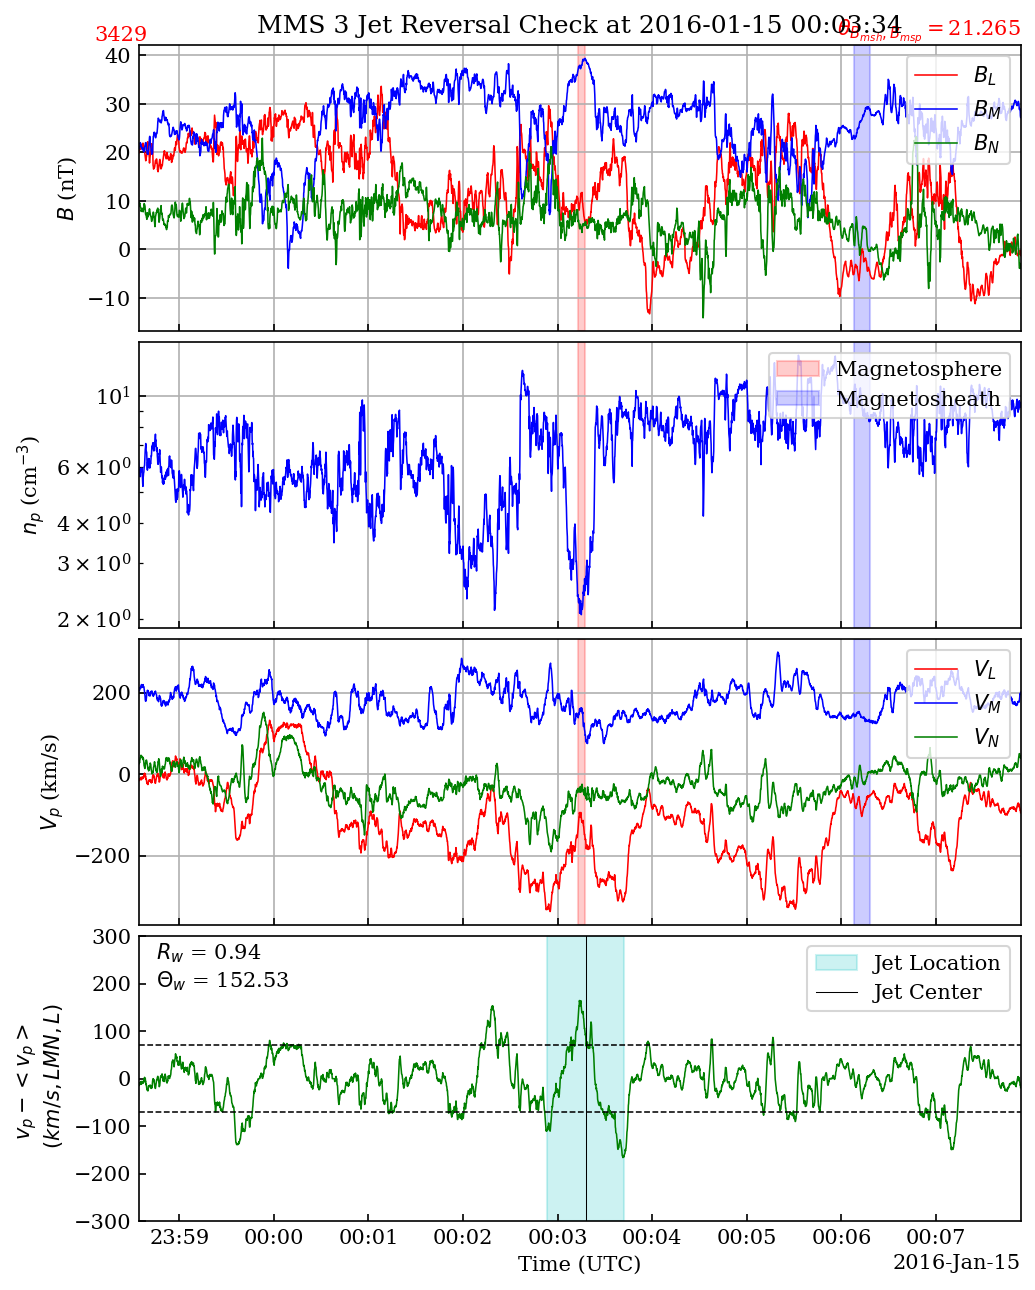 MMS 3 Jet Reversal Check at 2016-01-15 00:03:34
3429
θ_{B_{msh}, B_{msp}} = 21.265
B (nT)
40
30
20
10
0
−10
B_L
B_M
B_N
n_p (cm^{−3})
10^1
6 × 10^0
4 × 10^0
3 × 10^0
2 × 10^0
Magnetosphere
Magnetosheath
V_p (km/s)
200
0
−200
V_L
V_M
V_N
v_p − < v_p >
(km/s, LMN, L)
300
200
100
0
−100
−200
−300
R_w = 0.94
Θ_w = 152.53
Jet Location
Jet Center
23:59 00:00 00:01 00:02 00:03 00:04 00:05 00:06 00:07
Time (UTC)
2016-Jan-15